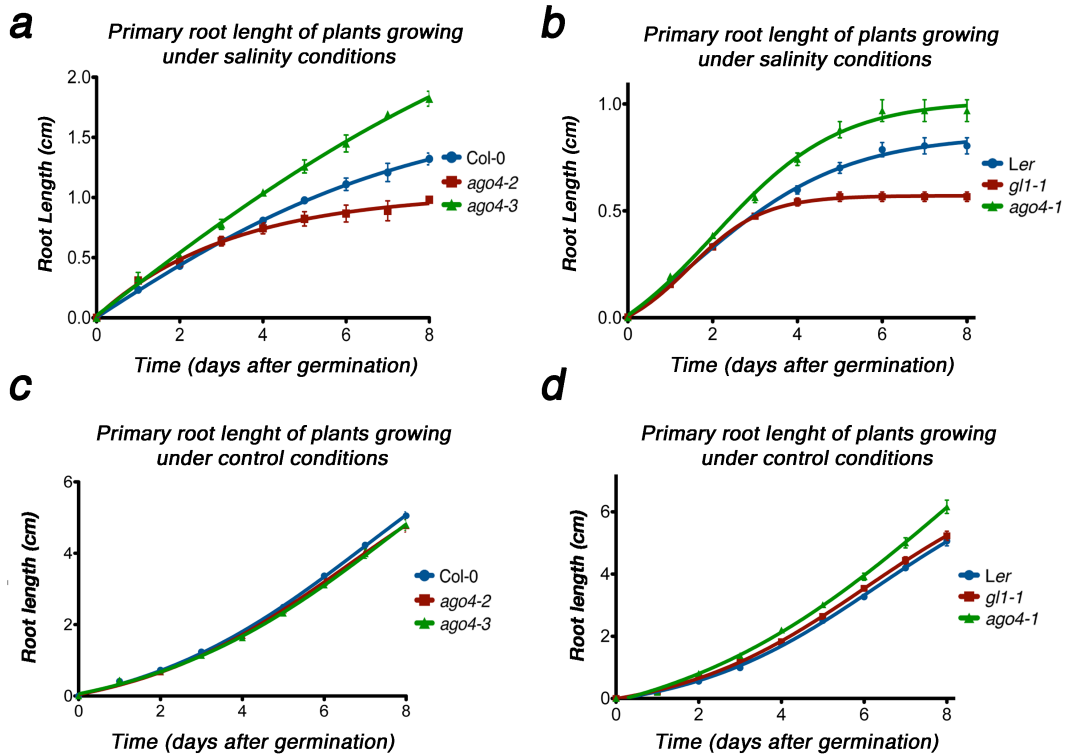 a
Primary root lenght of plants growing
under salinity conditions
2.0
1.5
1.0
0.5
0.0
0
2
4
6
8
Root Length (cm)
Time (days after germination)
Col-0
ago4-2
ago4-3
b
Primary root lenght of plants growing
under salinity conditions
1.0
0.5
0.0
0
2
4
6
8
Root Length (cm)
Time (days after germination)
Ler
gl1-1
ago4-1
c
Primary root lenght of plants growing
under control conditions
6
4
2
0
0
2
4
6
8
Root length (cm)
Time (days after germination)
Col-0
ago4-2
ago4-3
d
Primary root lenght of plants growing
under control conditions
6
4
2
0
0
2
4
6
8
Root length (cm)
Time (days after germination)
Ler
gl1-1
ago4-1